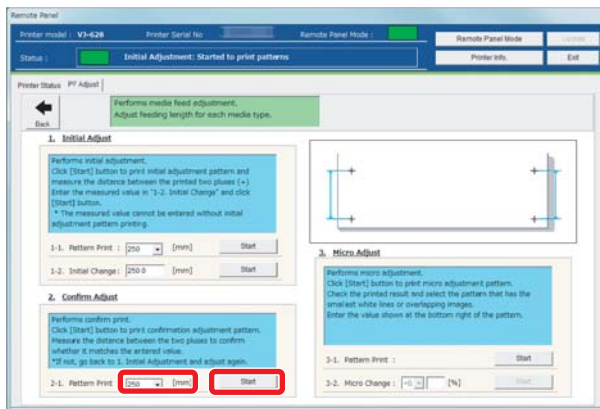 Remote Panel
Printer model : VJ-628
Printer Serial No
Remote Panel Mode :
Remote Panel Mode
Status :
Initial Adjustment: Started to print patterns
Printer Info.
Exit
Printer Status
PF Adjust
Back
Performs media feed adjustment.
Adjust feeding length for each media type.
1. Initial Adjust
Performs initial adjustment.
Click [Start] button to print initial adjustment pattern and
measure the distance between the printed two pluses (+)
Enter the measured value in "1-2. Initial Change" and click
[Start] button.
* The measured value cannot be entered without initial
adjustment pattern printing.
1-1. Pattern Print : 250 [mm] Start
1-2. Initial Change : 250.0 [mm] Start
2. Confirm Adjust
Performs confirm print.
Click [Start] button to print confirmation adjustment pattern.
Measure the distance between the two pluses to confirm
whether it matches the entered value.
*If not, go back to 1. Initial Adjustment and adjust again.
2-1. Pattern Print 250 [mm] Start
3. Micro Adjust
Performs micro adjustment.
Click [Start] button to print micro adjustment pattern.
Check the printed result and select the pattern that has the
smallest white lines or overlapping images.
Enter the value shown at the bottom right of the pattern.
3-1. Pattern Print : Start
3-2. Micro Change : +0. [%] Start